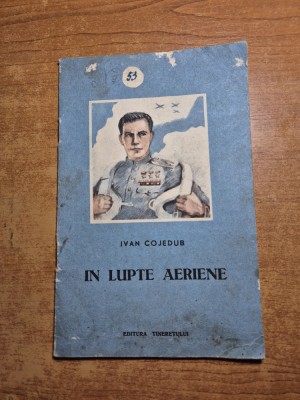 53
IVAN COJEDUB
IN LUPTE AERIENE
EDITURA TINERETULUI